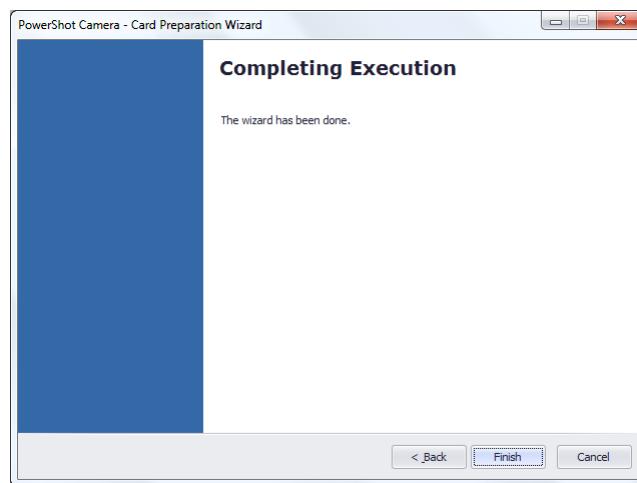 PowerShot Camera - Card Preparation Wizard
Completing Execution
The wizard has been done.
< Back
Finish
Cancel